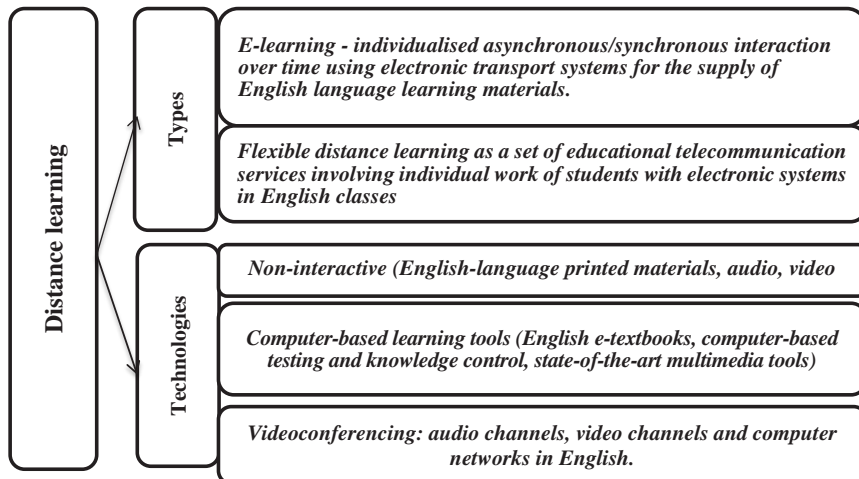 Distance learning
Types
E-learning - individualised asynchronous/synchronous interaction
over time using electronic transport systems for the supply of
English language learning materials.
Flexible distance learning as a set of educational telecommunication
services involving individual work of students with electronic systems
in English classes
Technologies
Non-interactive (English-language printed materials, audio, video
Computer-based learning tools (English e-textbooks, computer-based
testing and knowledge control, state-of-the-art multimedia tools)
Videoconferencing: audio channels, video channels and computer
networks in English.